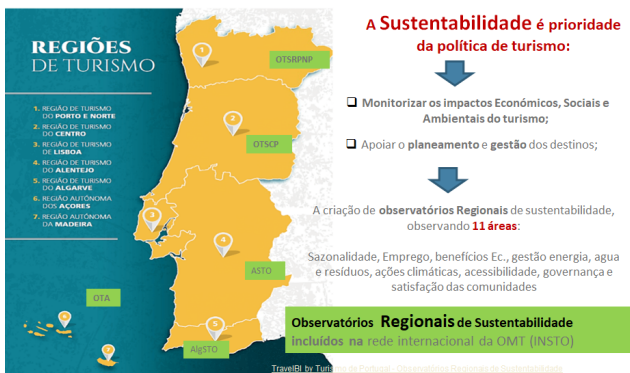 REGIÕES
DE TURISMO
1. REGIÃO DE TURISMO
DO PORTO E NORTE
2. REGIÃO DE TURISMO
DO CENTRO
3. REGIÃO DE TURISMO
DE LISBOA
4. REGIÃO DE TURISMO
DO ALENTEJO
5. REGIÃO DE TURISMO
DO ALGARVE
6. REGIÃO AUTÓNOMA
DOS AÇORES
7. REGIÃO AUTÓNOMA
DA MADEIRA
1
OTSRPNP
2
OTSCP
3
4
ASTO
5
AlgSTO
OTA
6
7
A Sustentabilidade é prioridade
da política de turismo:
Monitorizar os impactos Económicos, Sociais e
Ambientais do turismo;
Apoiar o planeamento e gestão dos destinos;
A criação de observatórios Regionais de sustentabilidade,
observando 11 áreas:
Sazonalidade, Emprego, benefícios Ec., gestão energia, agua
e resíduos, ações climáticas, acessibilidade, governança e
satisfação das comunidades
Observatórios Regionais de Sustentabilidade
incluídos na rede internacional da OMT (INSTO)
TravelBI by Turismo de Portugal - Observatórios Regionais de Sustentabilidade